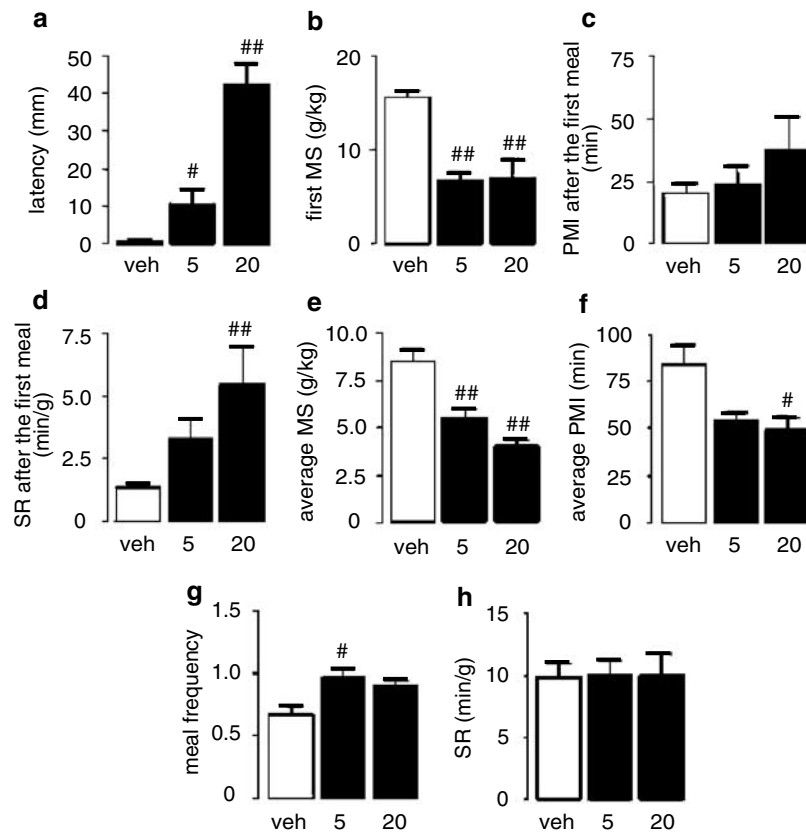 a
latency (mm)
50
40
30
20
10
0
#
##
veh 5 20
b
first MS (g/kg)
20
15
10
5
0
##
##
veh 5 20
c
PMI after the first meal
(min)
75
50
25
0
veh 5 20
d
SR after the first meal
(min/g)
7.5
5.0
2.5
0
##
veh 5 20
e
average MS (g/kg)
10.0
7.5
5.0
2.5
0
##
##
veh 5 20
f
average PMI (min)
100
75
50
25
0
#
veh 5 20
g
meal frequency
1.5
1.0
0.5
0
#
veh 5 20
h
SR (min/g)
15
10
5
0
veh 5 20